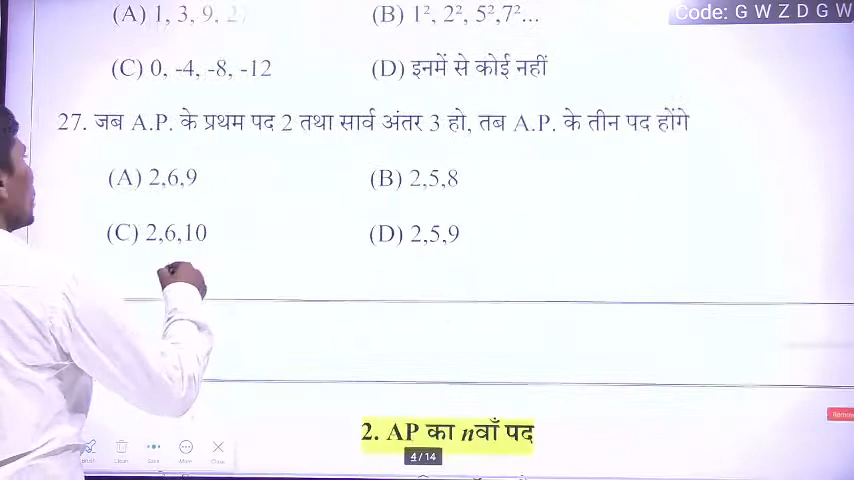 (A) 1, 3, 9, 2
(B) 1², 2², 5²,7²...
Code: G W Z D G W
(C) 0, -4, -8, -12
(D) इनमें से कोई नहीं
27. जब A.P. के प्रथम पद 2 तथा सार्व अंतर 3 हो, तब A.P. के तीन पद होंगे
(A) 2,6,9
(B) 2,5,8
(C) 2,6,10
(D) 2,5,9
2. AP का nवाँ पद
4 / 14